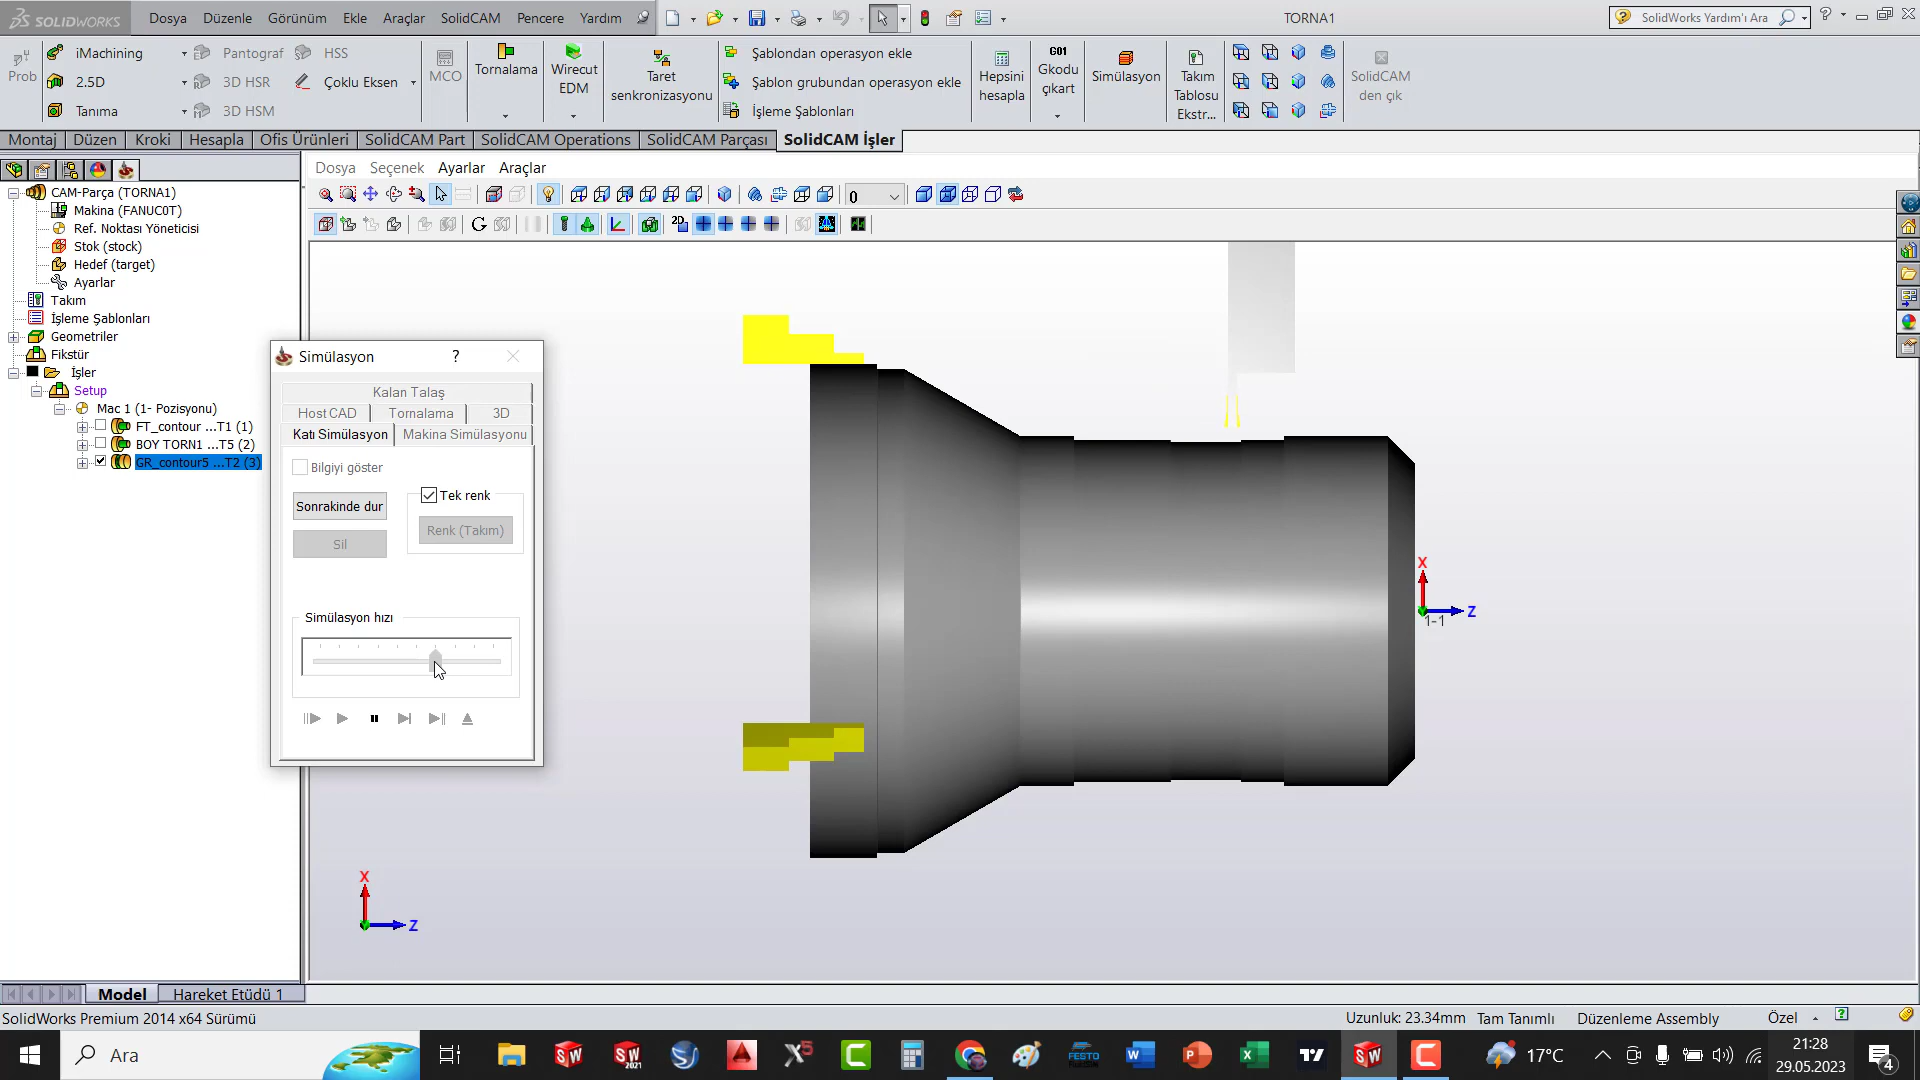 SOLIDWORKS Dosya Düzenle Görünüm Ekle Araçlar SolidCAM Pencere Yardım TORNA1 SolidWorks Yardım'ı Ara
Prob
iMachining
2.5D
Tanıma
Pantograf
3D HSR
3D HSM
HSS
Çoklu Eksen
MCO
Tornalama
Wirecut
EDM
Taret
senkronizasyonu
Şablondan operasyon ekle
Şablon grubundan operasyon ekle
İşleme Şablonları
Hepsini
hesapla
G01
Gkodu
çıkart
Simülasyon
Takım
Tablosu
Ekstr...
SolidCAM
den çık
Montaj Düzen Kroki Hesapla Ofis Ürünleri SolidCAM Part SolidCAM Operations SolidCAM Parçası SolidCAM İşler
Dosya Seçenek Ayarlar Araçlar
0
2D
CAM-Parça (TORNA1)
Makina (FANUC0T)
Ref. Noktası Yöneticisi
Stok (stock)
Hedef (target)
Ayarlar
Takım
İşleme Şablonları
Geometriler
Fikstür
İşler
Setup
Mac 1 (1- Pozisyonu)
FT_contour ...T1 (1)
BOY TORN1 ...T5 (2)
GR_contour5 ...T2 (3)
Simülasyon ?
Kalan Talaş
Host CAD Tornalama 3D
Katı Simülasyon Makina Simülasyonu
Bilgiyi göster
Sonrakinde dur
Sil
Tek renk
Renk (Takım)
Simülasyon hızı
X
Z
1-1
X
Z
Model Hareket Etüdü 1
SolidWorks Premium 2014 x64 Sürümü Uzunluk: 23.34mm Tam Tanımlı Düzenleme Assembly Özel
Ara
17°C
21:28
29.05.2023
4